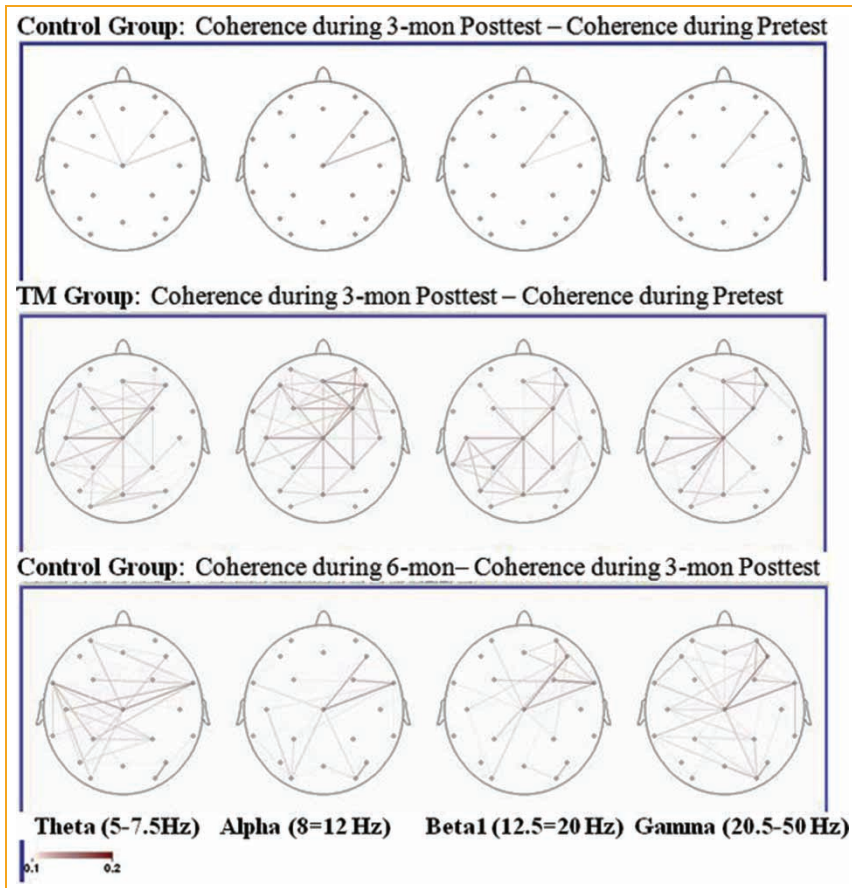 Control Group: Coherence during 3-mon Posttest – Coherence during Pretest
TM Group: Coherence during 3-mon Posttest – Coherence during Pretest
Control Group: Coherence during 6-mon– Coherence during 3-mon Posttest
Theta (5-7.5Hz) Alpha (8=12 Hz) Beta1 (12.5=20 Hz) Gamma (20.5-50 Hz)
0.1 0.2